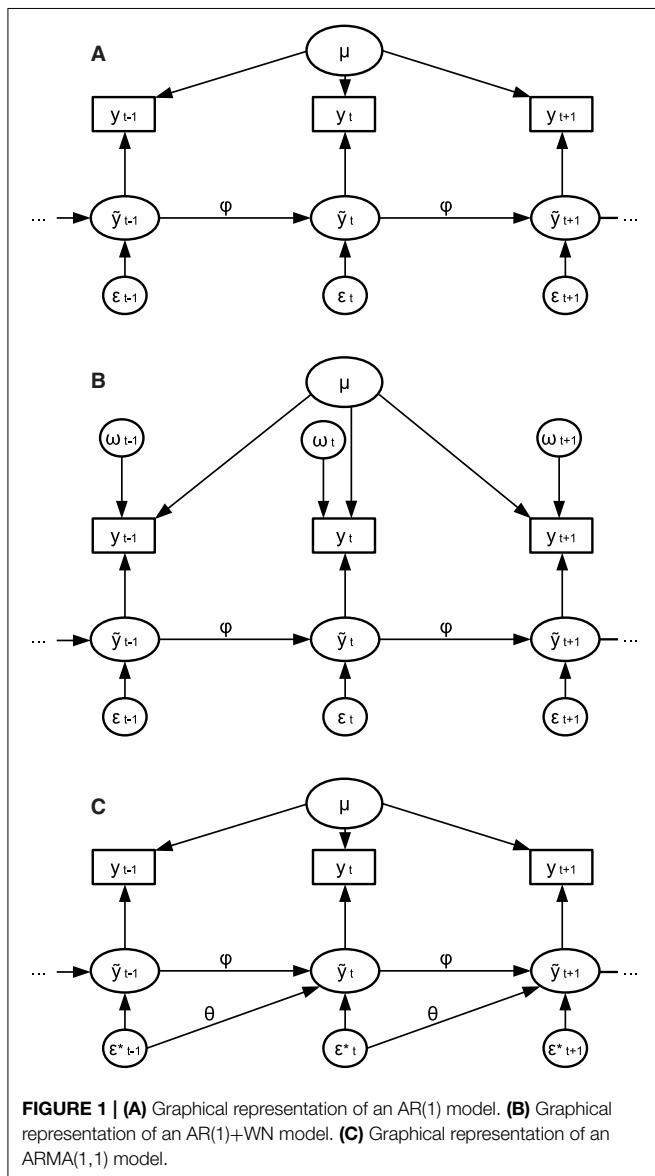 A
μ
y t-1 y t y t+1
... ỹ t-1 φ ỹ t φ ỹ t+1 ...
ε t-1 ε t ε t+1
B
μ
ω t-1 ω t ω t+1
y t-1 y t y t+1
... ỹ t-1 φ ỹ t φ ỹ t+1 ...
ε t-1 ε t ε t+1
C
μ
y t-1 y t y t+1
... ỹ t-1 φ ỹ t φ ỹ t+1 ...
θ θ
ε* t-1 ε* t ε* t+1
FIGURE 1 | (A) Graphical representation of an AR(1) model. (B) Graphical
representation of an AR(1)+WN model. (C) Graphical representation of an
ARMA(1,1) model.